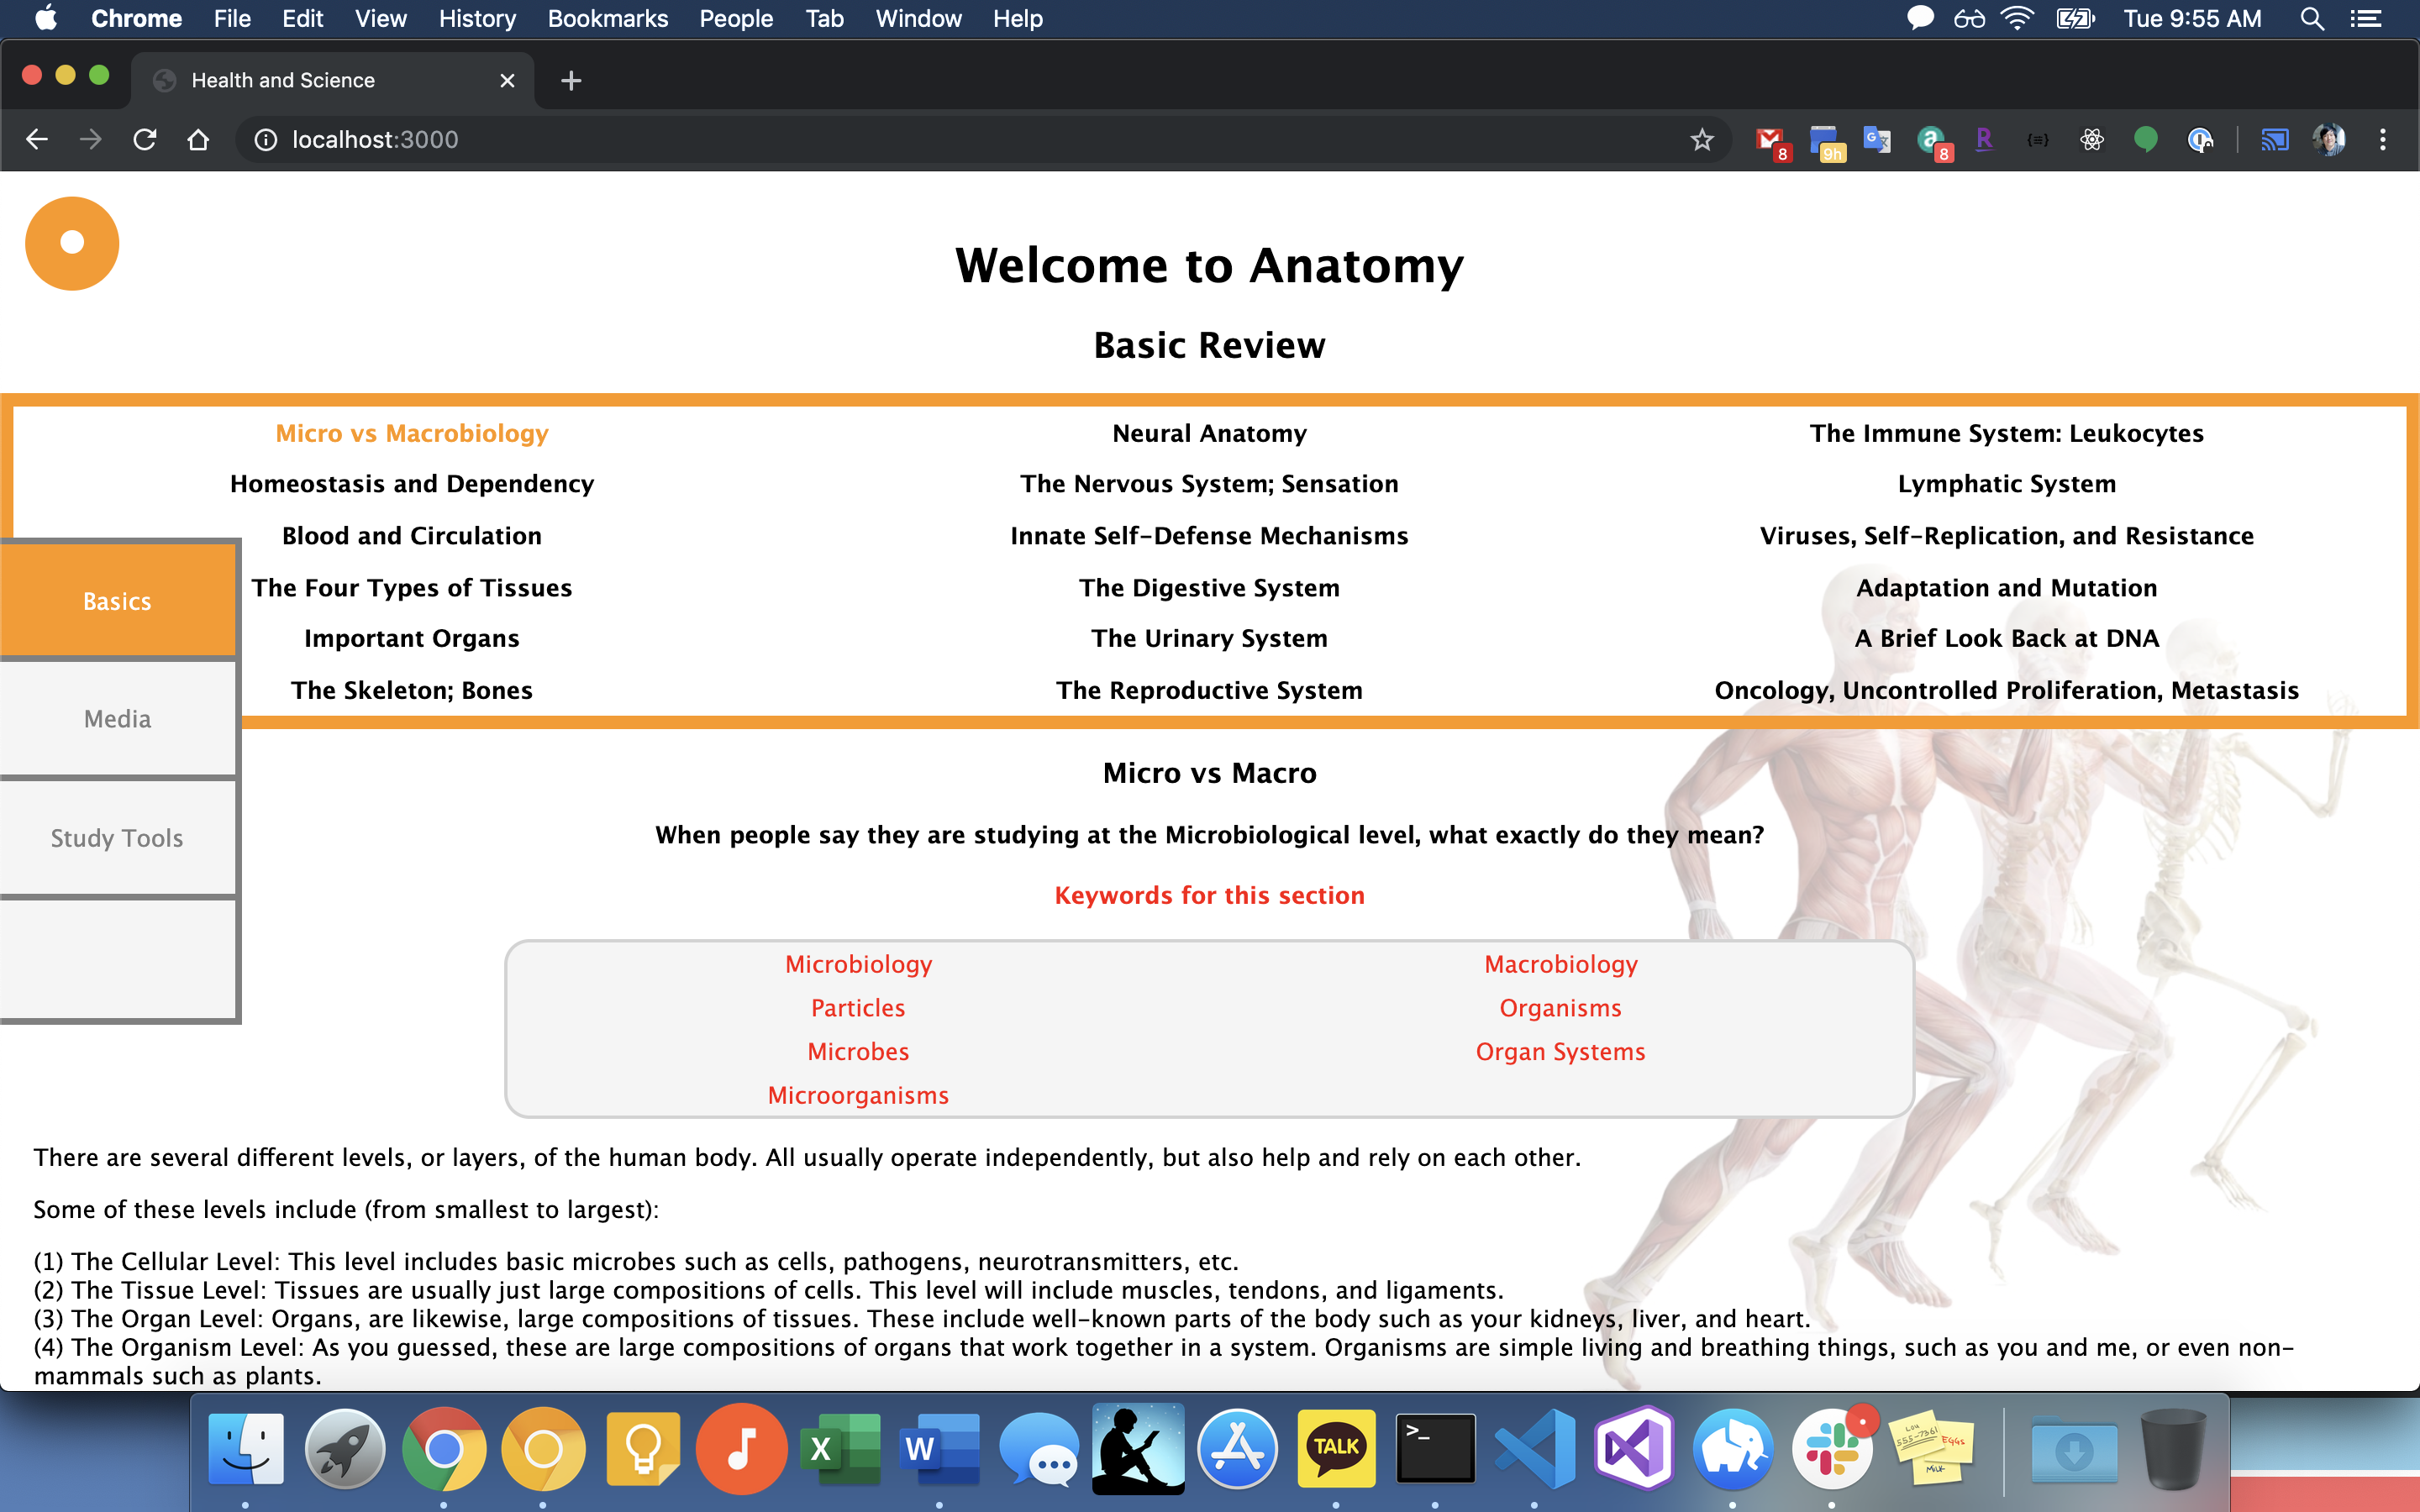 Chrome File Edit View History Bookmarks People Tab Window Help Tue 9:55 AM
Health and Science
localhost:3000
8 9h 8
Welcome to Anatomy
Basic Review
Micro vs Macrobiology Neural Anatomy The Immune System: Leukocytes
Homeostasis and Dependency The Nervous System; Sensation Lymphatic System
Blood and Circulation Innate Self-Defense Mechanisms Viruses, Self-Replication, and Resistance
The Four Types of Tissues The Digestive System Adaptation and Mutation
Important Organs The Urinary System A Brief Look Back at DNA
The Skeleton; Bones The Reproductive System Oncology, Uncontrolled Proliferation, Metastasis
Basics
Media
Study Tools
Micro vs Macro
When people say they are studying at the Microbiological level, what exactly do they mean?
Keywords for this section
Microbiology Macrobiology
Particles Organisms
Microbes Organ Systems
Microorganisms
There are several different levels, or layers, of the human body. All usually operate independently, but also help and rely on each other.
Some of these levels include (from smallest to largest):
(1) The Cellular Level: This level includes basic microbes such as cells, pathogens, neurotransmitters, etc.
(2) The Tissue Level: Tissues are usually just large compositions of cells. This level will include muscles, tendons, and ligaments.
(3) The Organ Level: Organs, are likewise, large compositions of tissues. These include well-known parts of the body such as your kidneys, liver, and heart.
(4) The Organism Level: As you guessed, these are large compositions of organs that work together in a system. Organisms are simple living and breathing things, such as you and me, or even non-
mammals such as plants.
X W TALK >_
Lou
555-7361
EGGS
MILK